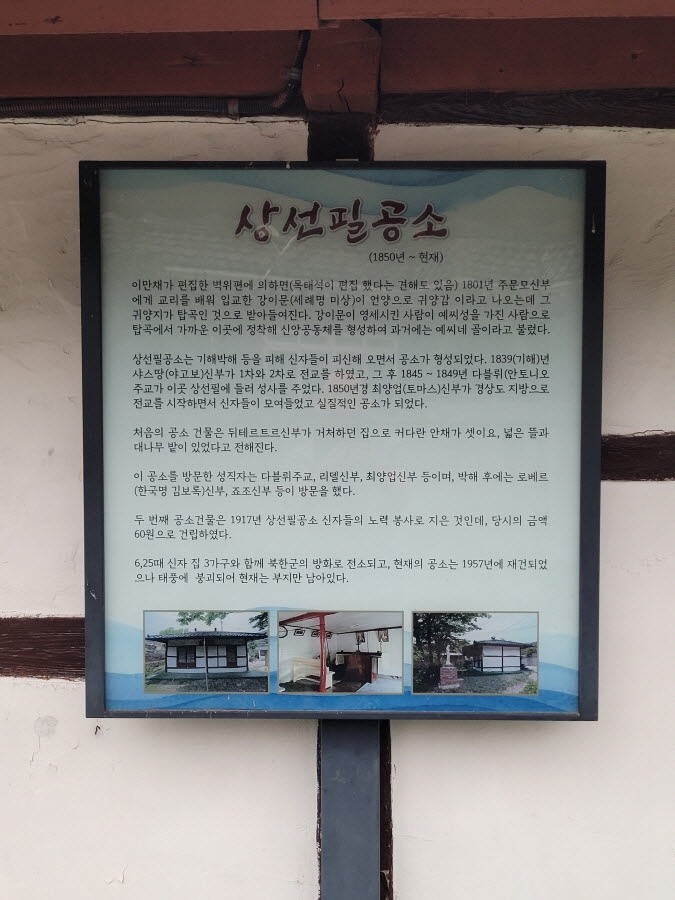 상선필공소
(1850년 ~ 현재)
이만채가 편집한 벽위편에 의하면(목태석이 편집 했다는 견해도 있음) 1801년 주문모신부
에게 교리를 배워 입교한 강이문(세례명 미상)이 언양으로 귀양감 이라고 나오는데 그
귀양지가 탑곡인 것으로 받아들여진다. 강이문이 영세시킨 사람이 예씨성을 가진 사람으로
탑곡에서 가까운 이곳에 정착해 신앙공동체를 형성하여 과거에는 예씨네 골이라고 불렀다.
상선필공소는 기해박해 등을 피해 신자들이 피신해 오면서 공소가 형성되었다. 1839(기해)년
샤스땅(야고보)신부가 1차와 2차로 전교를 하였고, 그 후 1845 ~ 1849년 다블뤼(안토니오
주교가 이곳 상선필에 들러 성사를 주었다. 1850년경 최양업(토마스)신부가 경상도 지방으로
전교를 시작하면서 신자들이 모여들었고 실질적인 공소가 되었다.
처음의 공소 건물은 뒤테르트르신부가 거처하던 집으로 커다란 안채가 셋이요, 넓은 뜰과
대나무 밭이 있었다고 전해진다.
이 공소를 방문한 성직자는 다블뤼주교, 리델신부, 최양업신부 등이며, 박해 후에는 로베르
(한국명 김보록)신부, 죠조신부 등이 방문을 했다.
두 번째 공소건물은 1917년 상선필공소 신자들의 노력 봉사로 지은 것인데, 당시의 금액
60원으로 건립하였다.
6,25때 신자 집 3가구와 함께 북한군의 방화로 전소되고, 현재의 공소는 1957년에 재건되었
으나 태풍에 붕괴되어 현재는 부지만 남아있다.